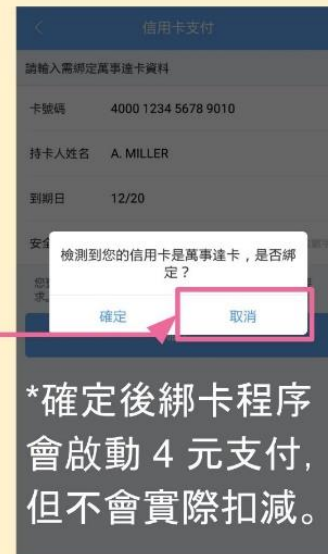 信用卡支付
請輸入需綁定萬事達卡資料
卡號碼 4000 1234 5678 9010
持卡人姓名 A. MILLER
到期日 12/20
安全
檢測到您的信用卡是萬事達卡，是否綁
定？
確定 取消
*確定後綁卡程序
會啟動 4 元支付,
但不會實際扣減。